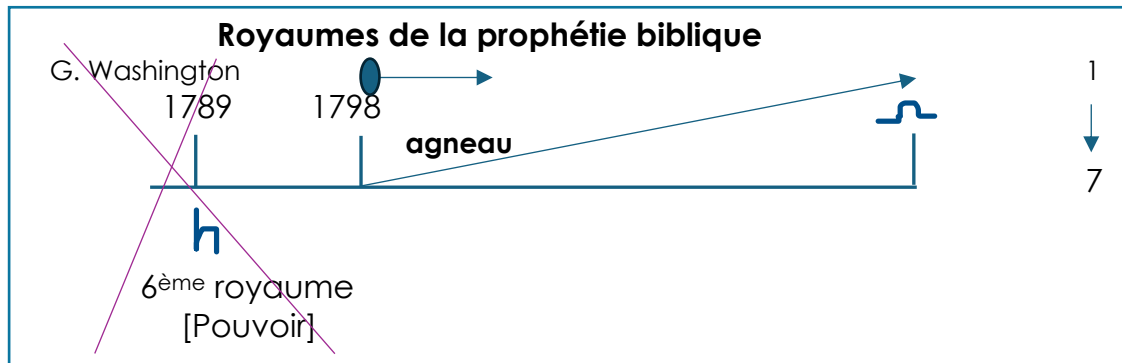 Royaumes de la prophétie biblique
G. Washington
1789
1798
1
agneau
7
6ème royaume
[Pouvoir]